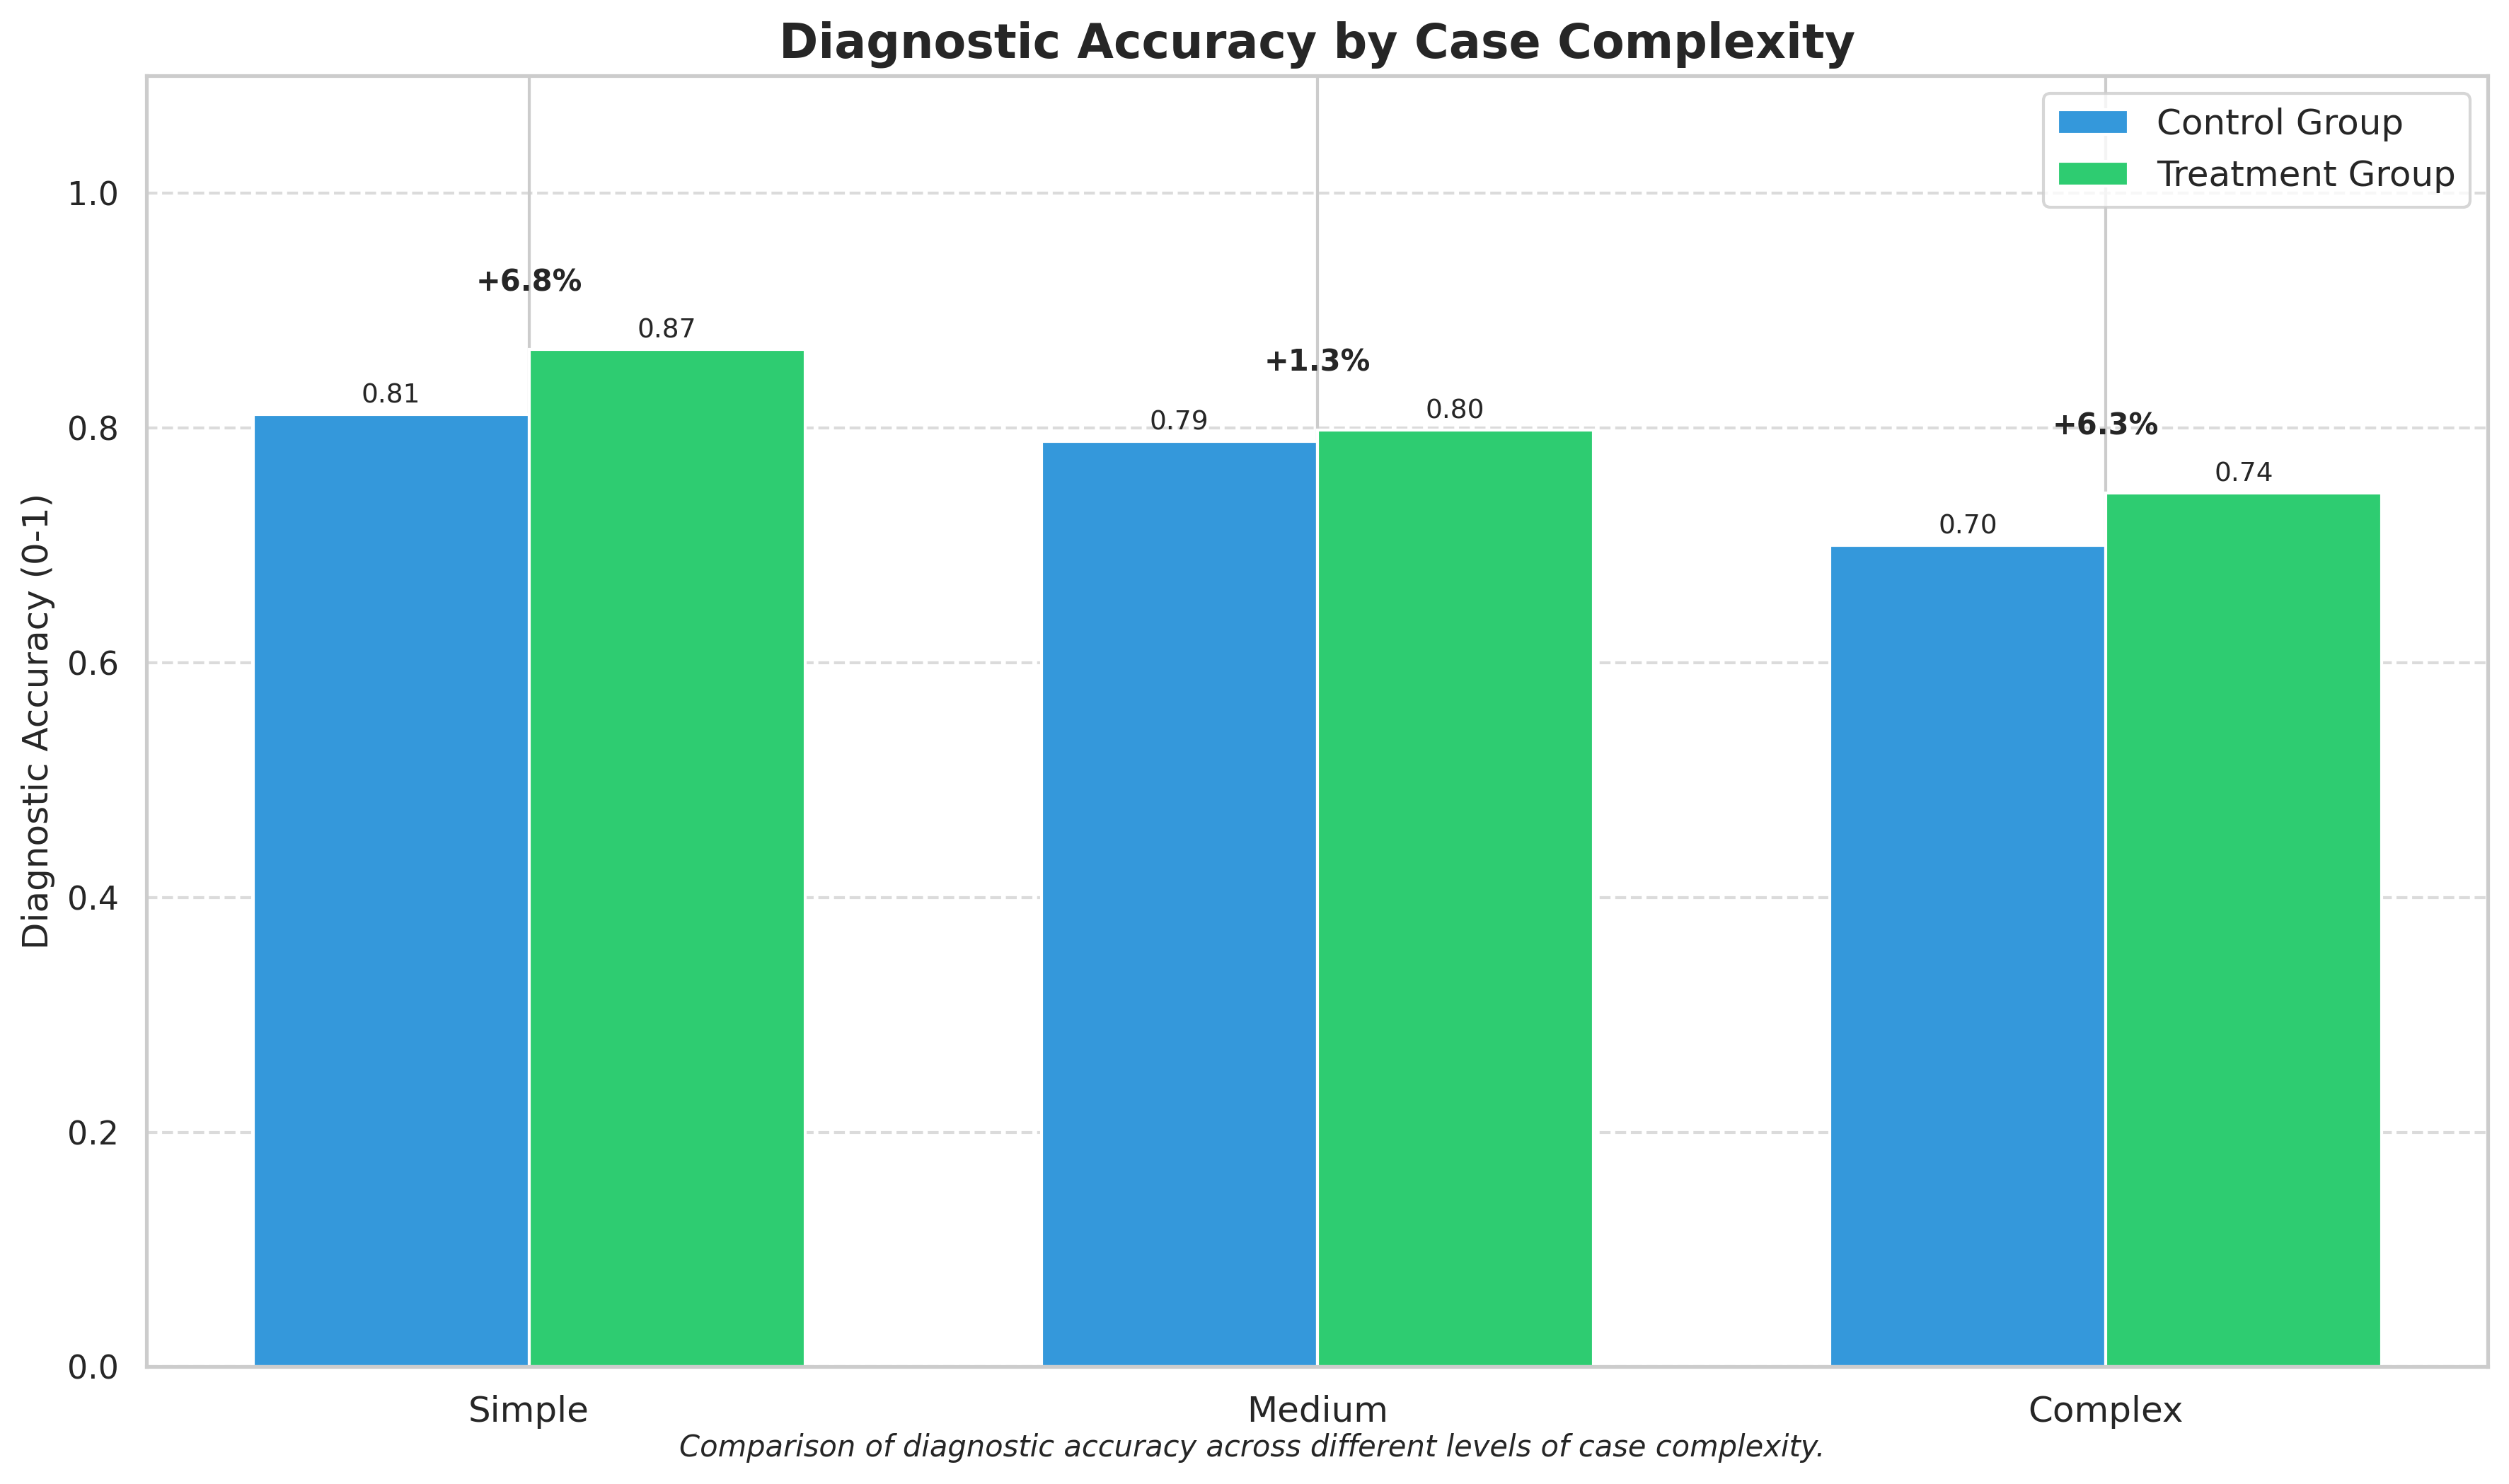 Diagnostic Accuracy by Case Complexity
Control Group
Treatment Group
Diagnostic Accuracy (0-1)
1.0
0.8
0.6
0.4
0.2
0.0
+6.8%
0.81
0.87
+1.3%
0.79
0.80
+6.3%
0.70
0.74
Simple
Medium
Complex
Comparison of diagnostic accuracy across different levels of case complexity.